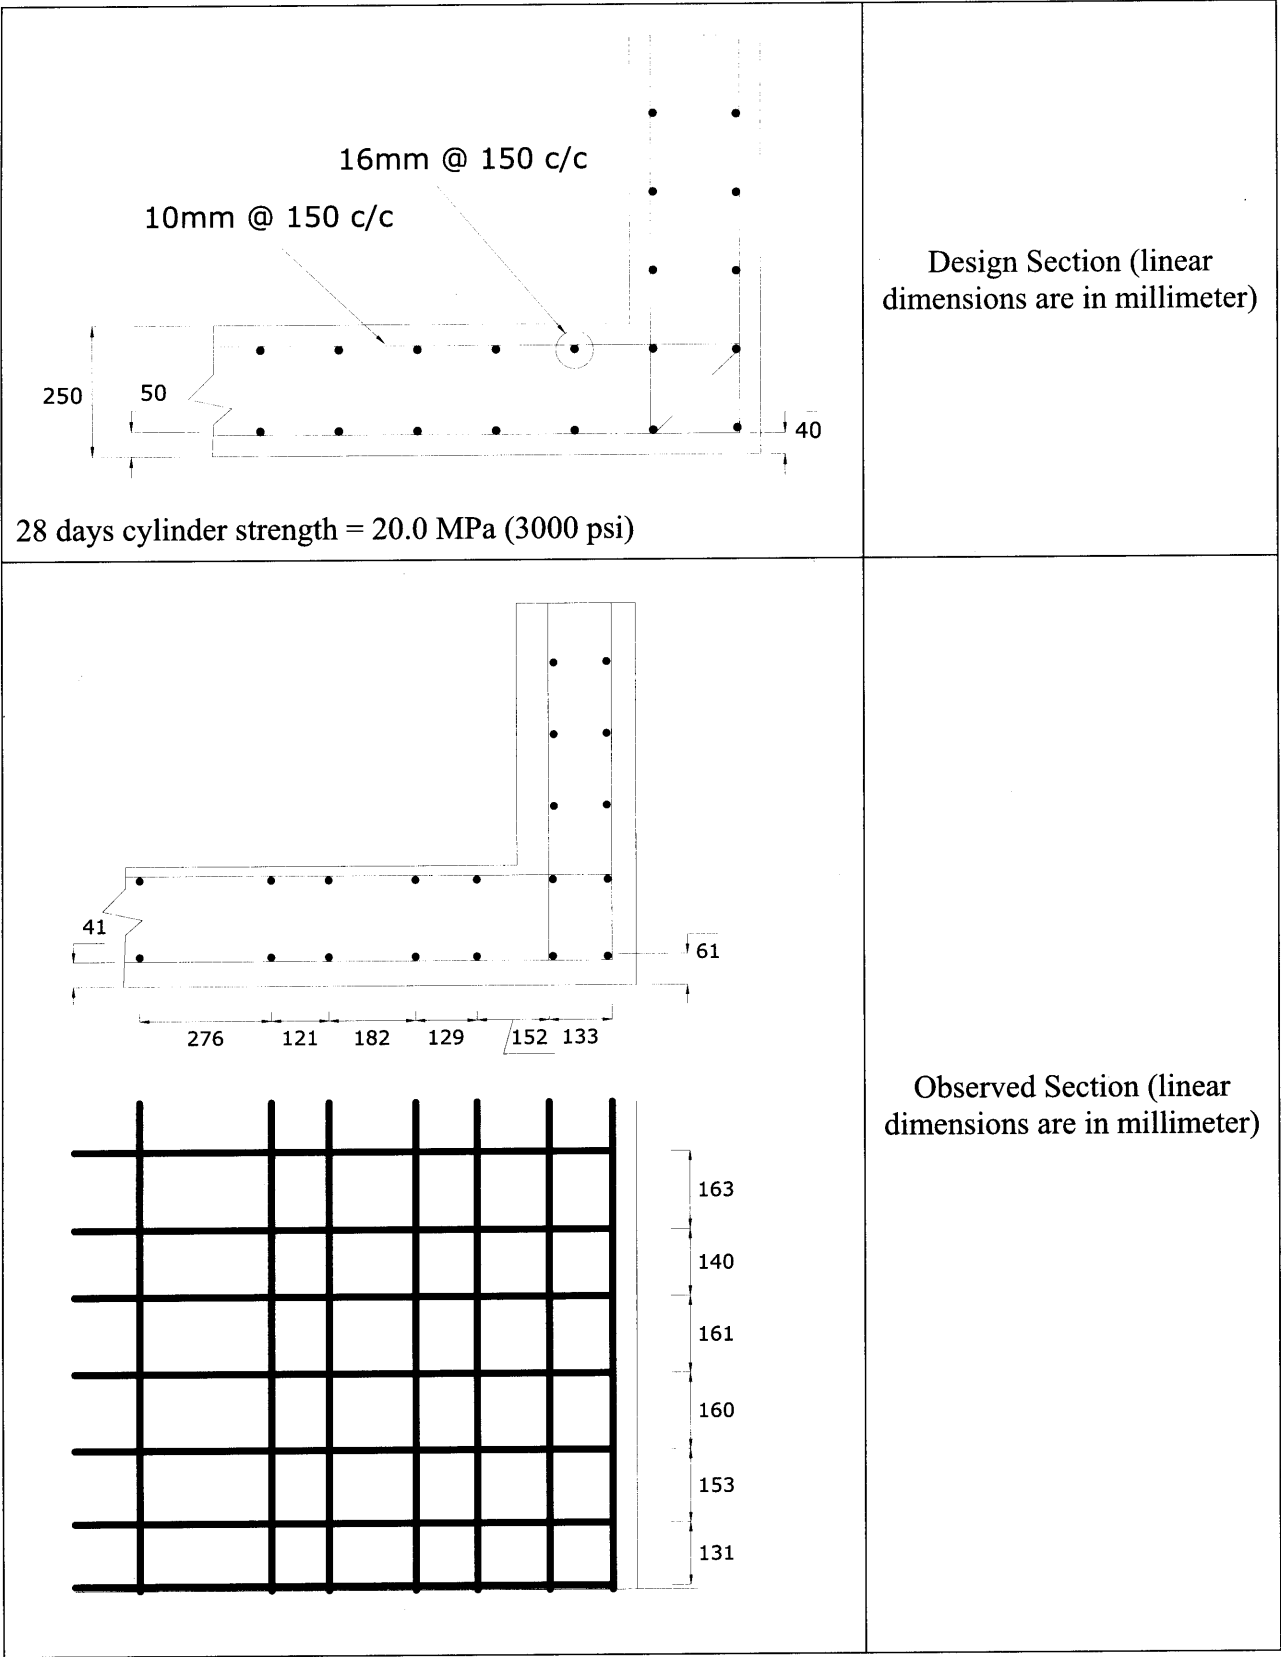 16mm @ 150 c/c
10mm @ 150 c/c
250
50
40
28 days cylinder strength = 20.0 MPa (3000 psi)
Design Section (linear
dimensions are in millimeter)
41
61
276 121 182 129 152 133
163
140
161
160
153
131
Observed Section (linear
dimensions are in millimeter)